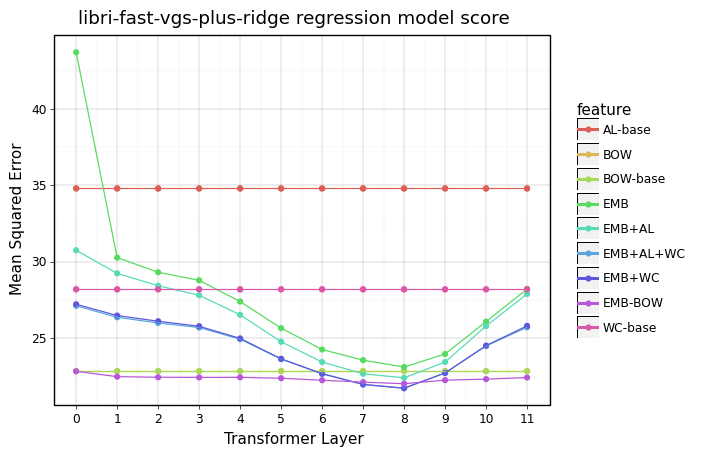 libri-fast-vgs-plus-ridge regression model score
Mean Squared Error
40
35
30
25
0 1 2 3 4 5 6 7 8 9 10 11
Transformer Layer
feature
AL-base
BOW
BOW-base
EMB
EMB+AL
EMB+AL+WC
EMB+WC
EMB-BOW
WC-base